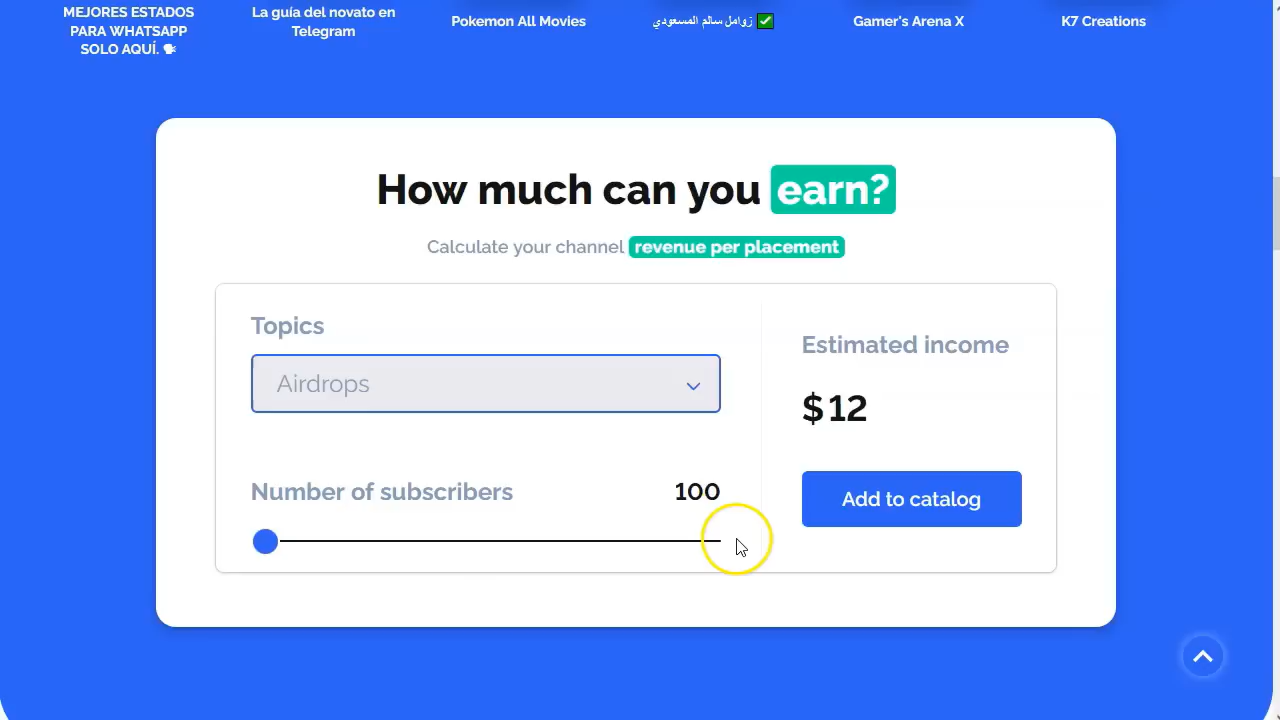 MEJORES ESTADOS
PARA WHATSAPP
SOLO AQUÍ. 🗣
La guía del novato en
Telegram
Pokemon All Movies
زوامل سالم المسعودي ✅
Gamer's Arena X
K7 Creations
How much can you earn?
Calculate your channel revenue per placement
Topics
Airdrops
Estimated income
$12
Number of subscribers 100
Add to catalog